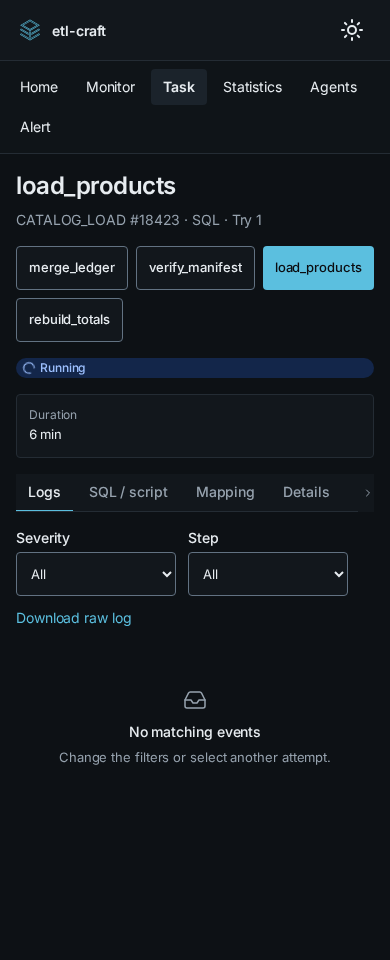 etl-craft
Home Monitor Task Statistics Agents
Alert
load_products
CATALOG_LOAD #18423 · SQL · Try 1
merge_ledger verify_manifest load_products
rebuild_totals
Running
Duration
6 min
Logs SQL / script Mapping Details
Severity Step
All All
Download raw log
No matching events
Change the filters or select another attempt.